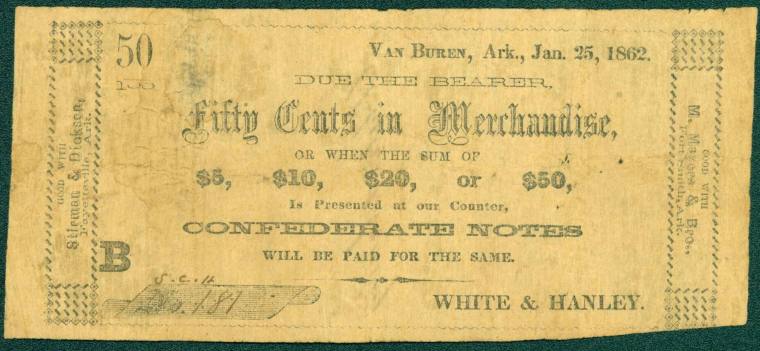 50
100
VAN BUREN, Ark., Jan. 25, 1862.
DUE THE BEARER,
Fifty Cents in Merchandise,
OR WHEN THE SUM OF
$5, $10, $20, or $50,
Is Presented at our Counter,
CONFEDERATE NOTES
WILL BE PAID FOR THE SAME.
WHITE & HANLEY.
B
S.C.H
No. 181
GOOD WITH
Stirman & Dickson,
Fayetteville, Ark.
GOOD WITH
& Bro.,
Fort Smith, Ark.